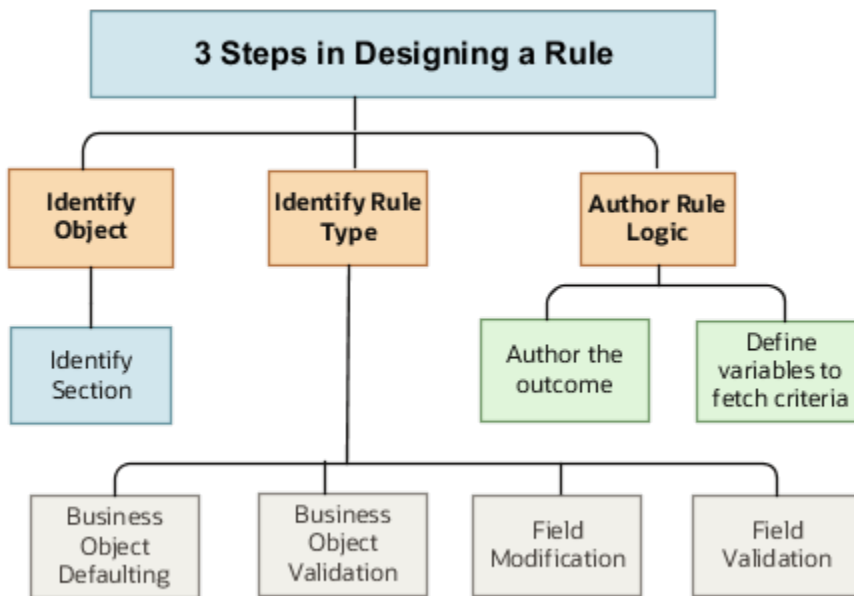 3 Steps in Designing a Rule
Identify
Object
Identify Rule
Type
Author Rule
Logic
Identify
Section
Author the
outcome
Define
variables to
fetch criteria
Business
Object
Defaulting
Business
Object
Validation
Field
Modification
Field
Validation